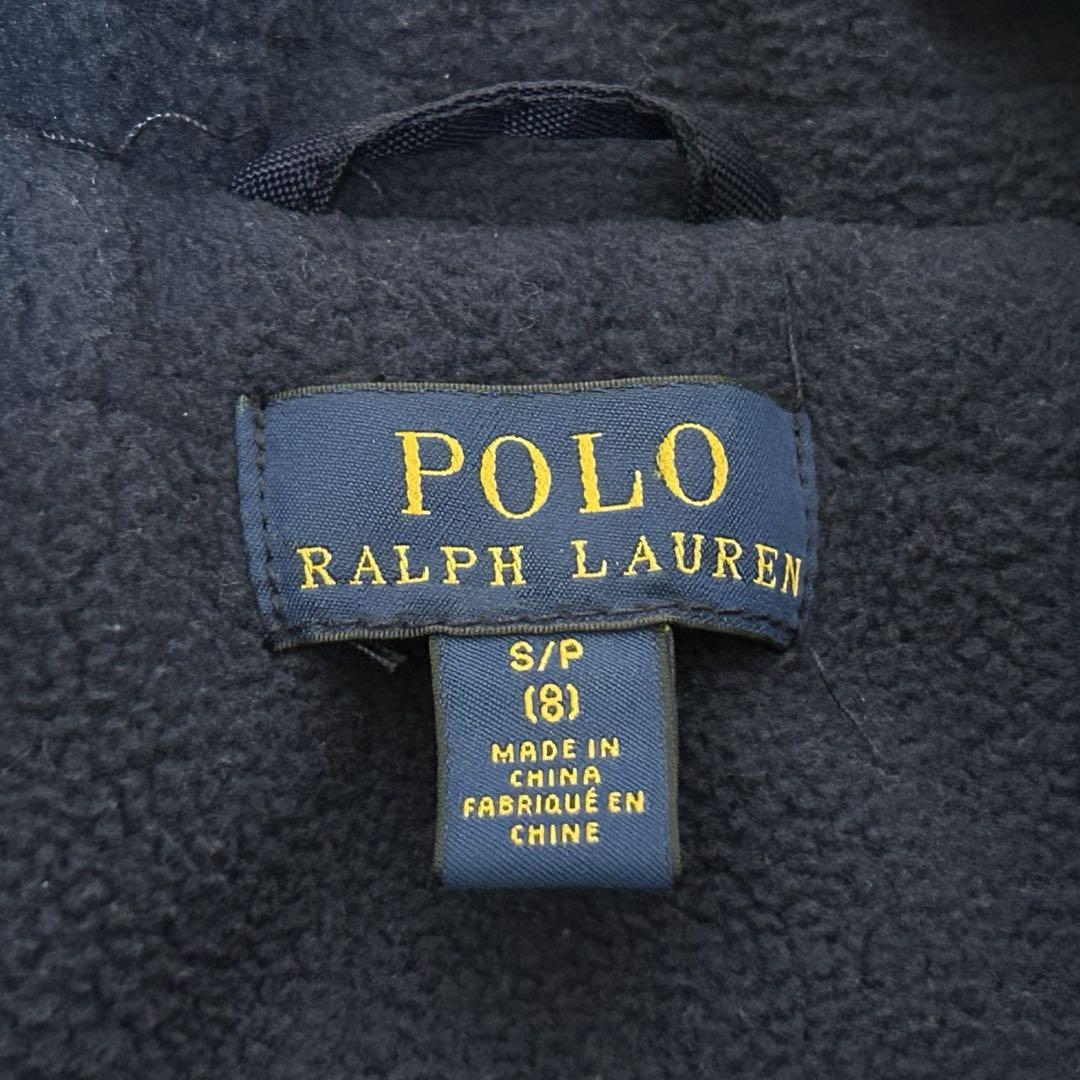 POLO
RALPH LAUREN
S/P
(8)
MADE IN
CHINA
FABRIQUÉ EN
CHINE